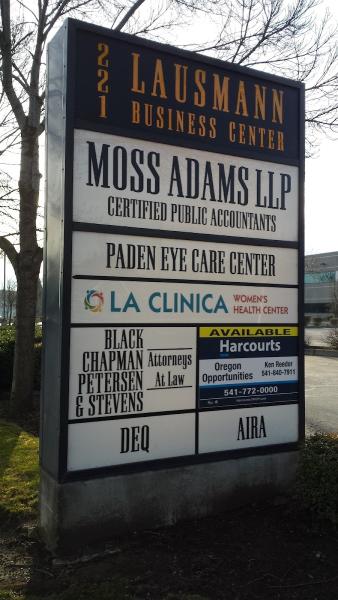 221 LAUSMANN
BUSINESS CENTER
MOSS ADAMS LLP
CERTIFIED PUBLIC ACCOUNTANTS
PADEN EYE CARE CENTER
LA CLINICA WOMEN'S
HEALTH CENTER
BLACK
CHAPMAN
PETERSEN
& STEVENS
Attorneys
At Law
AVAILABLE
Harcourts
Oregon
Opportunities
Ken Reeder
541-840-7911
541-772-0000
DEQ
AIRA